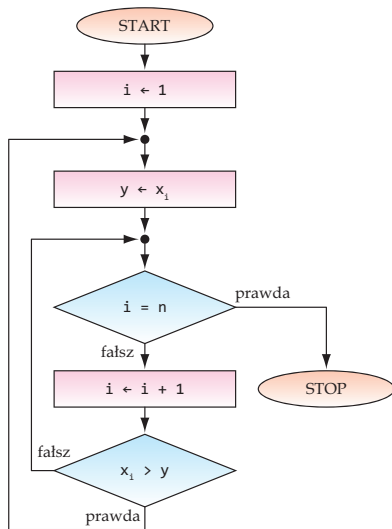 START
i ← 1
y ← xᵢ
i = n
prawda
fałsz
i ← i + 1
STOP
fałsz
xᵢ > y
prawda